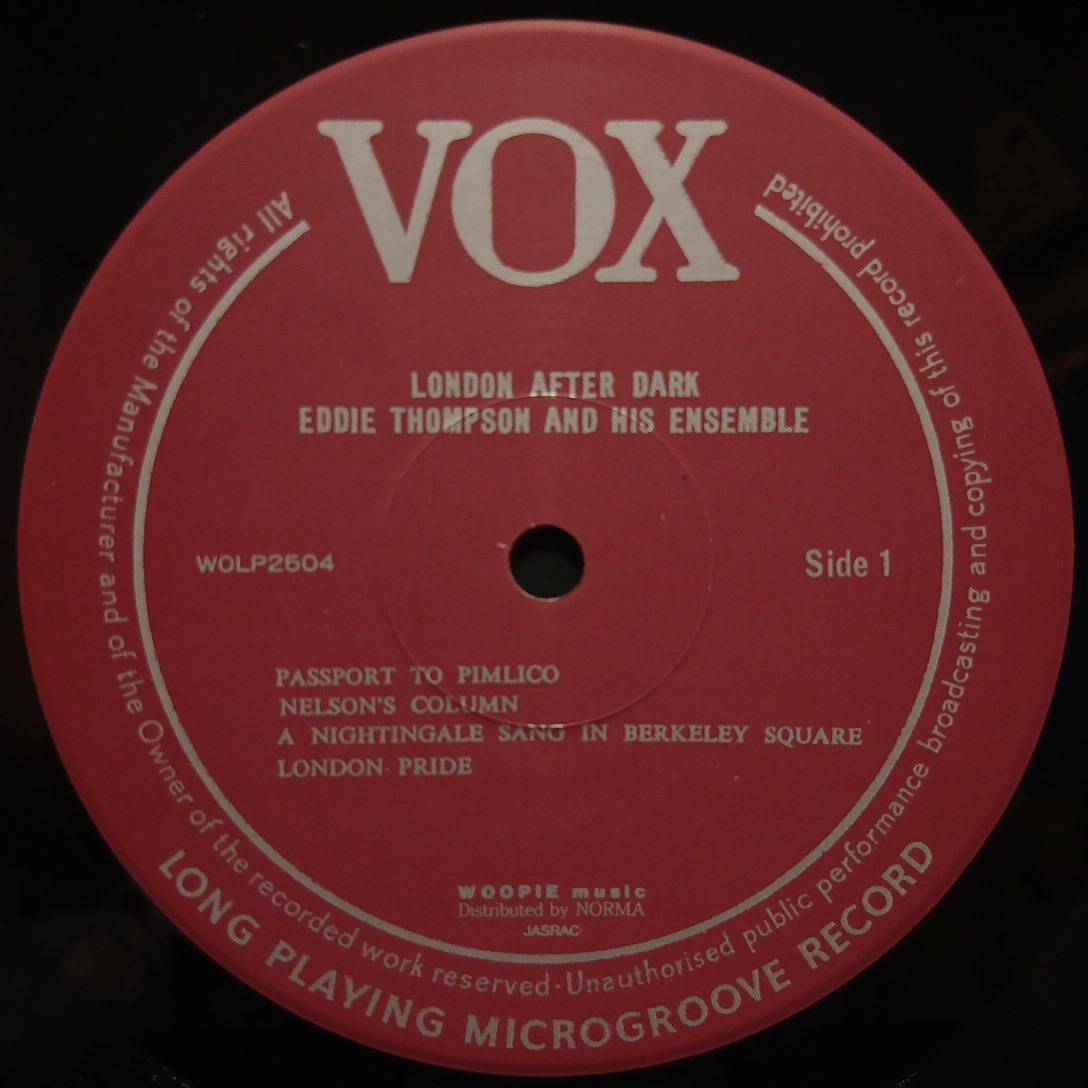 VOX
LONDON AFTER DARK
EDDIE THOMPSON AND HIS ENSEMBLE
WOLP2504
Side 1
PASSPORT TO PIMLICO
NELSON'S COLUMN
A NIGHTINGALE SANG IN BERKELEY SQUARE
LONDON PRIDE
WOOPIE music
Distributed by NORMA
JASRAC
All rights of the Manufacturer and of the Owner of the recorded work reserved·Unauthorised public performance broadcasting and copying of this record prohibited
LONG PLAYING MICROGROOVE RECORD